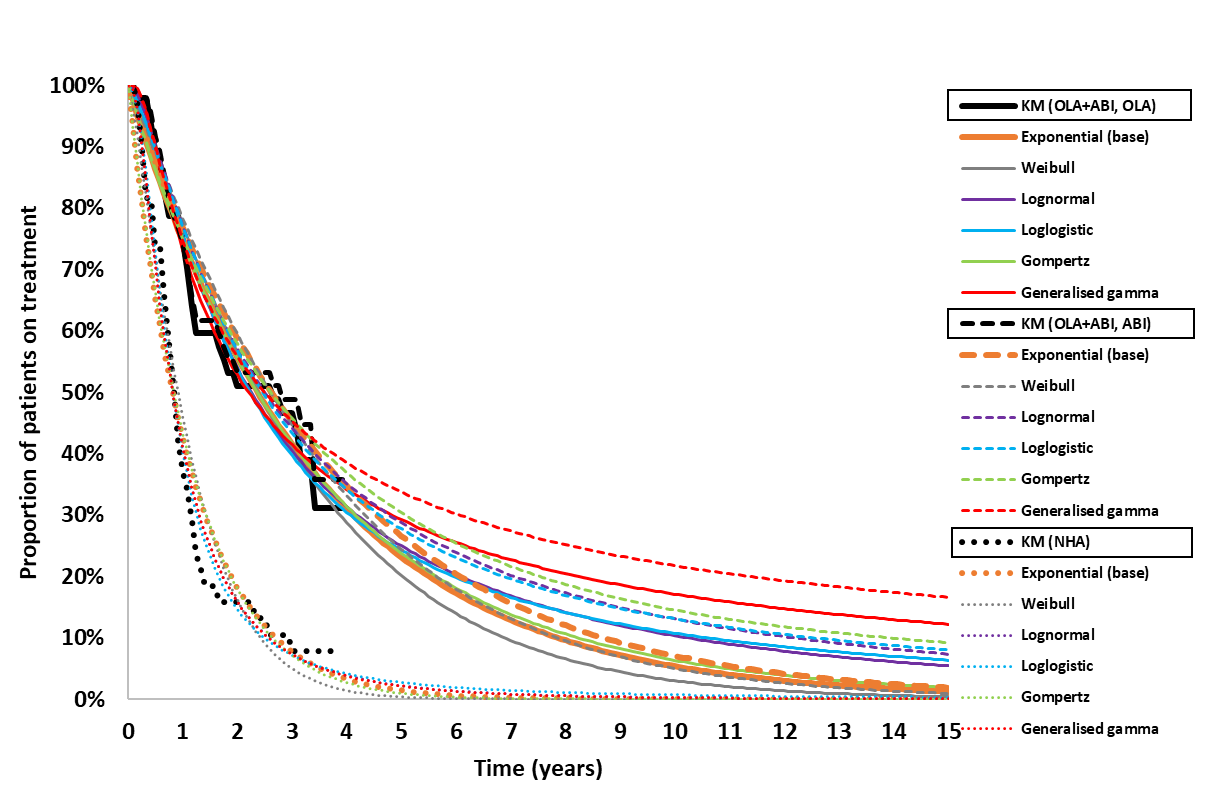 Proportion of patients on treatment
100%
90%
80%
70%
60%
50%
40%
30%
20%
10%
0%
0 1 2 3 4 5 6 7 8 9 10 11 12 13 14 15
Time (years)
KM (OLA+ABI, OLA)
Exponential (base)
Weibull
Lognormal
Loglogistic
Gompertz
Generalised gamma
KM (OLA+ABI, ABI)
Exponential (base)
Weibull
Lognormal
Loglogistic
Gompertz
Generalised gamma
KM (NHA)
Exponential (base)
Weibull
Lognormal
Loglogistic
Gompertz
Generalised gamma